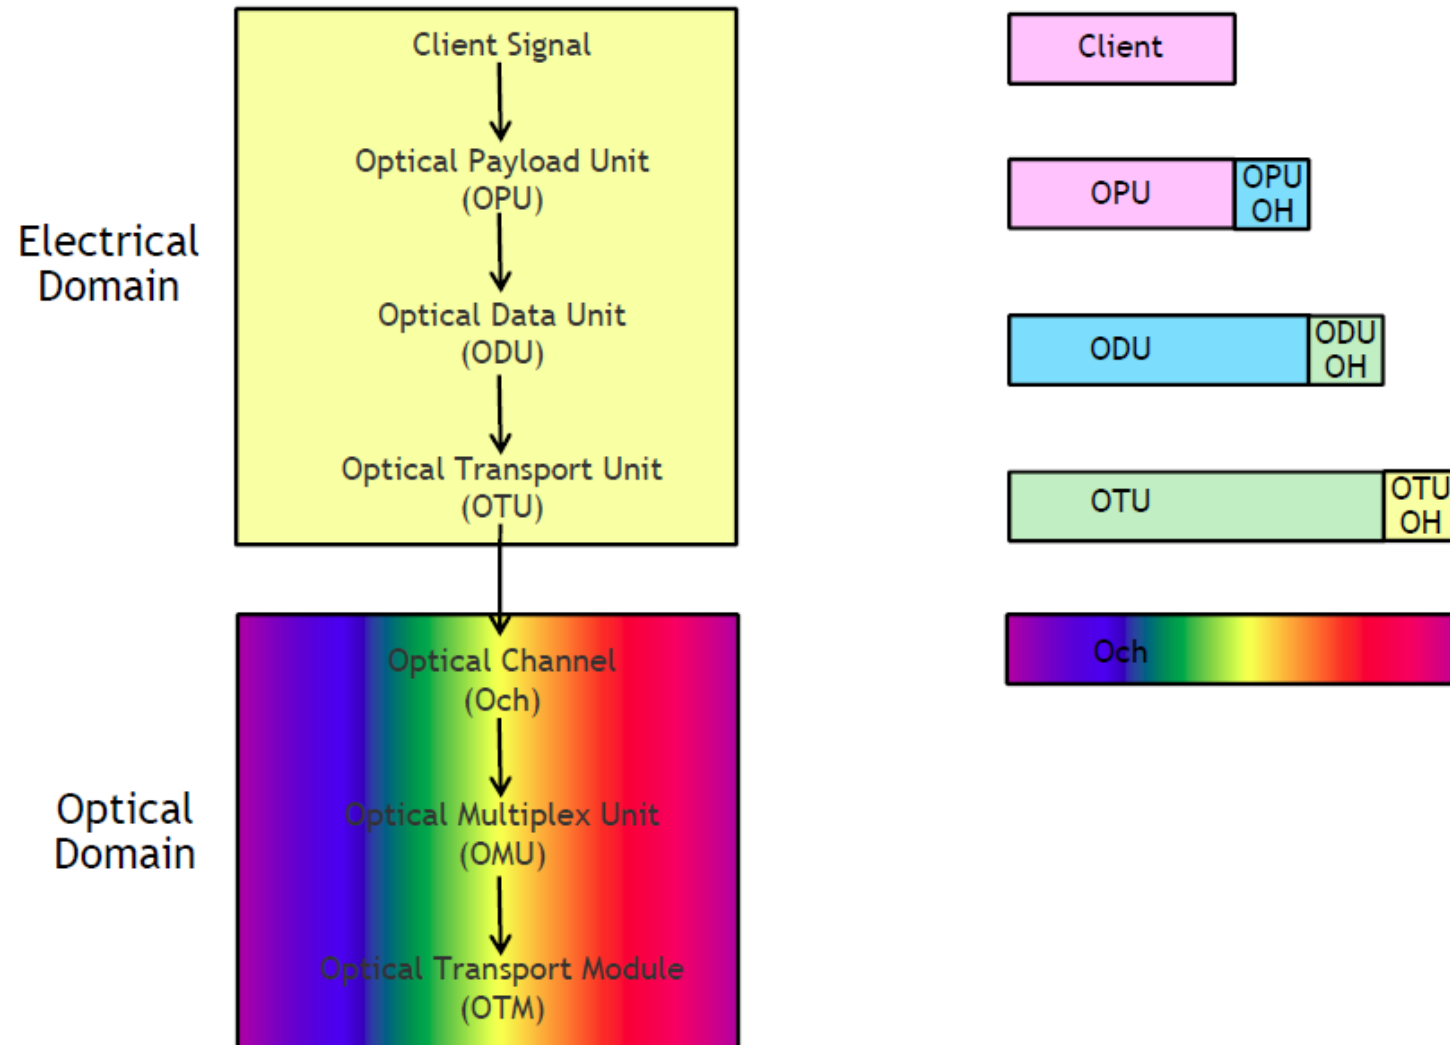 Client Signal
Optical Payload Unit
(OPU)
Electrical
Domain
Optical Data Unit
(ODU)
Optical Transport Unit
(OTU)
Optical Channel
(Och)
Optical
Domain
Optical Multiplex Unit
(OMU)
Optical Transport Module
(OTM)
Client
OPU
OPU
OH
ODU
ODU
OH
OTU
OTU
OH
Och